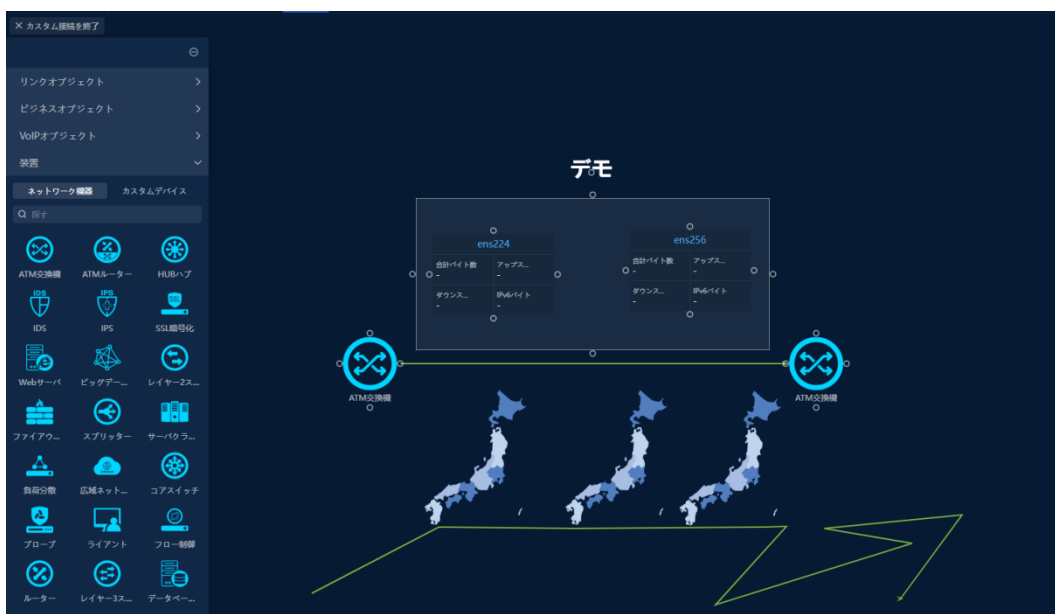 × カスタム接続を終了
リンクオブジェクト
ビジネスオブジェクト
VoIPオブジェクト
装置
ネットワーク機器 カスタムデバイス
探す
ATM交換機 ATMルーター HUBハブ
IDS IPS SSL
IDS IPS SSL暗号化
Webサーバ ビッグデー... レイヤー2ス...
ファイアウ... スプリッター サーバクラ...
負荷分散 広域ネット... コアスイッチ
プローブ ライアント フロー制御
ルーター レイヤー3ス... データベー...
デモ
ens224
合計バイト数 アップス...
- -
ダウンス... IPv6バイト
- -
ens256
合計バイト数 アップス...
- -
ダウンス... IPv6バイト
- -
ATM交換機
ATM交換機